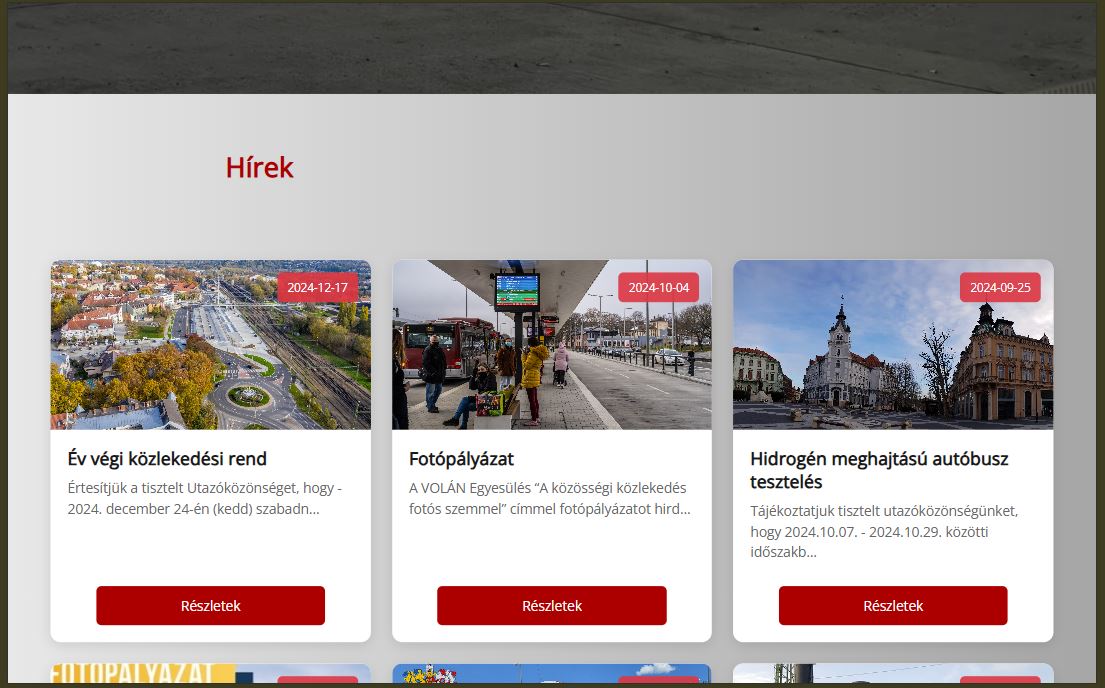 Hírek
2024-12-17
Év végi közlekedési rend
Értesítjük a tisztelt Utazóközönséget, hogy -
2024. december 24-én (kedd) szabadn...
Részletek
2024-10-04
Fotópályázat
A VOLÁN Egyesülés “A közösségi közlekedés
fotós szemmel” címmel fotópályázatot hird...
Részletek
2024-09-25
Hidrogén meghajtású autóbusz
tesztelés
Tájékoztatjuk tisztelt utazóközönségünket,
hogy 2024.10.07. - 2024.10.29. közötti
időszakb...
Részletek
FOTÓPÁLYÁZAT